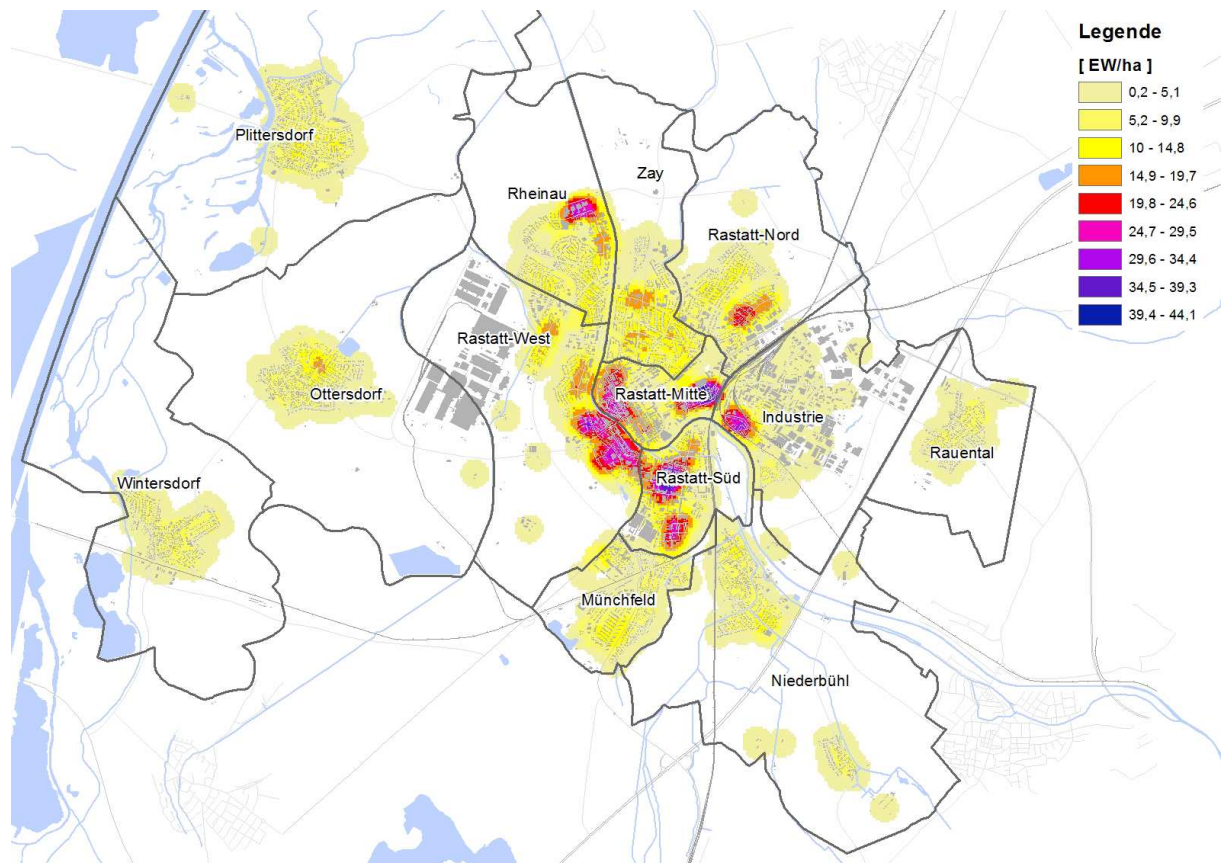 Legende
[ EW/ha ]
0,2 - 5,1
5,2 - 9,9
10 - 14,8
14,9 - 19,7
19,8 - 24,6
24,7 - 29,5
29,6 - 34,4
34,5 - 39,3
39,4 - 44,1
Plittersdorf
Zay
Rheinau
Rastatt-Nord
Rastatt-West
Ottersdorf
Rastatt-Mitte
Industrie
Rauental
Wintersdorf
Rastatt-Süd
Münchfeld
Niederbühl